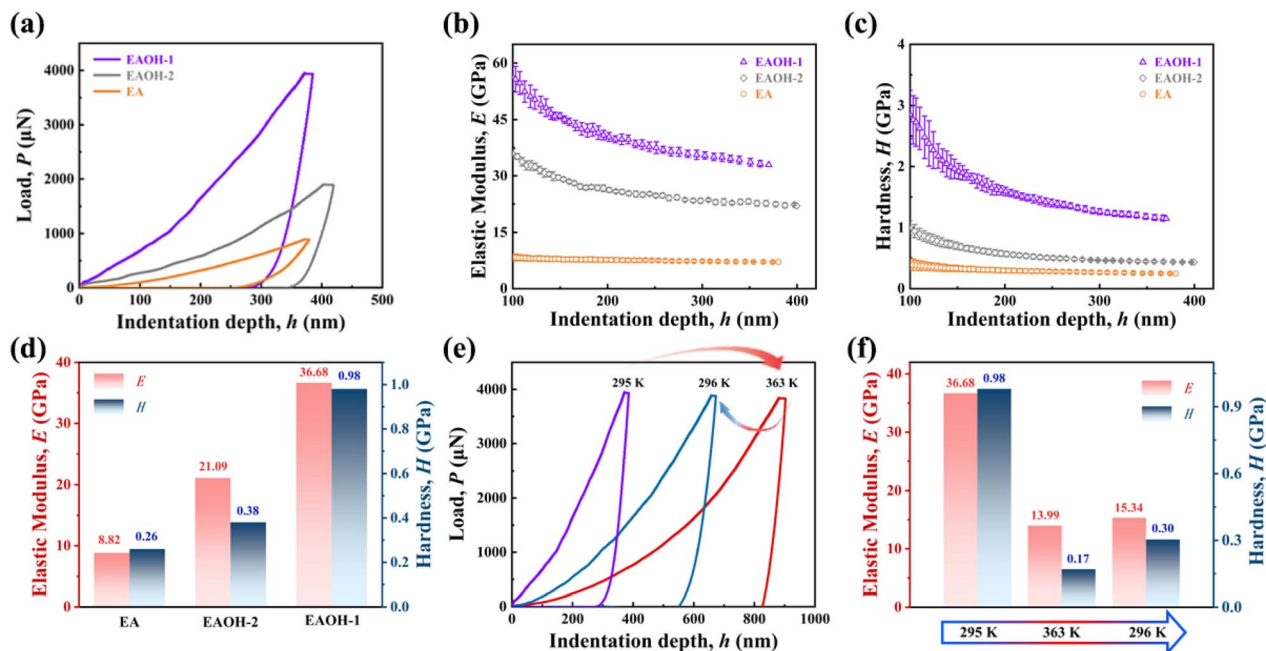 (a)
EAOH-1
EAOH-2
EA
Load, P (μN)
4000
3000
2000
1000
0
0
100
200
300
400
500
Indentation depth, h (nm)
(b)
EAOH-1
EAOH-2
EA
Elastic Modulus, E (GPa)
60
45
30
15
0
100
200
300
400
Indentation depth, h (nm)
(c)
EAOH-1
EAOH-2
EA
Hardness, H (GPa)
4
3
2
1
0
100
200
300
400
Indentation depth, h (nm)
(d)
E
H
Elastic Modulus, E (GPa)
40
30
20
10
0
8.82
0.26
21.09
0.38
36.68
0.98
EA
EAOH-2
EAOH-1
1.0
0.8
0.6
0.4
0.2
0.0
Hardness, H (GPa)
(e)
295 K
296 K
363 K
Load, P (μN)
4000
3000
2000
1000
0
0
200
400
600
800
1000
Indentation depth, h (nm)
(f)
E
H
Elastic Modulus, E (GPa)
40
30
20
10
0
36.68
0.98
13.99
0.17
15.34
0.30
295 K
363 K
296 K
0.9
0.6
0.3
0.0
Hardness, H (GPa)